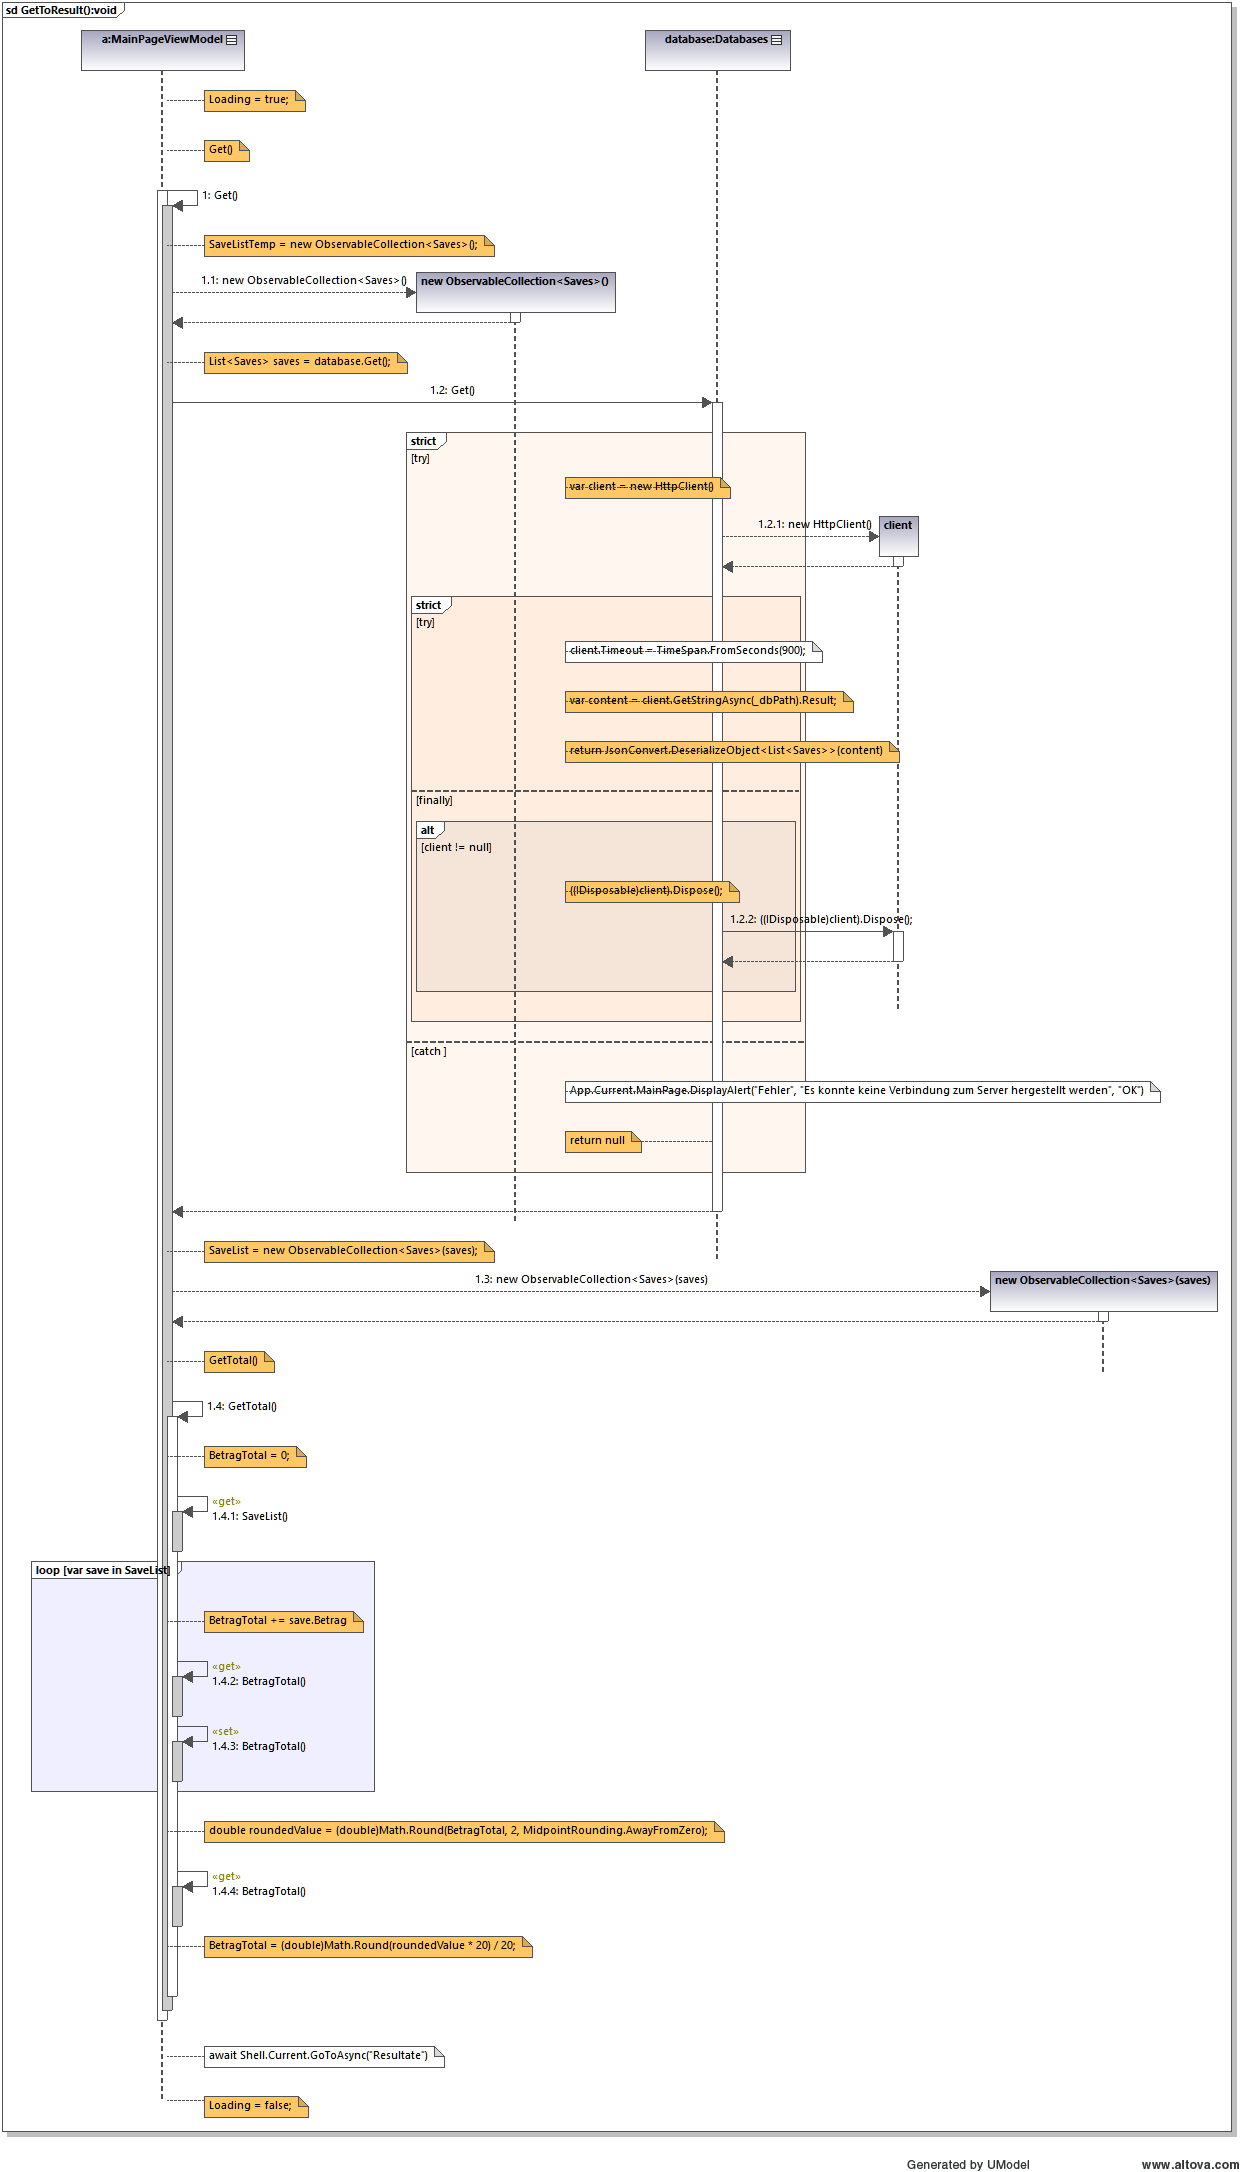 sd GetToResult():void
a:MainPageViewModel
database:Databases
Loading = true;
Get()
1: Get()
SaveListTemp = new ObservableCollection<Saves>();
1.1: new ObservableCollection<Saves>()
new ObservableCollection<Saves>()
List<Saves> saves = database.Get();
1.2: Get()
strict
[try]
var client = new HttpClient()
1.2.1: new HttpClient()
client
strict
[try]
client.Timeout = TimeSpan.FromSeconds(900);
var content = client.GetStringAsync(_dbPath).Result;
return JsonConvert.DeserializeObject<List<Saves>>(content)
[finally]
alt
[client != null]
((IDisposable)client).Dispose();
1.2.2: ((IDisposable)client).Dispose();
[catch ]
App.Current.MainPage.DisplayAlert("Fehler", "Es konnte keine Verbindung zum Server hergestellt werden", "OK")
return null
SaveList = new ObservableCollection<Saves>(saves);
1.3: new ObservableCollection<Saves>(saves)
new ObservableCollection<Saves>(saves)
GetTotal()
1.4: GetTotal()
BetragTotal = 0;
«get»
1.4.1: SaveList()
loop [var save in SaveList]
BetragTotal += save.Betrag
«get»
1.4.2: BetragTotal()
«set»
1.4.3: BetragTotal()
double roundedValue = (double)Math.Round(BetragTotal, 2, MidpointRounding.AwayFromZero);
«get»
1.4.4: BetragTotal()
BetragTotal = (double)Math.Round(roundedValue * 20) / 20;
await Shell.Current.GoToAsync("Resultate")
Loading = false;
Generated by UModel
www.altova.com